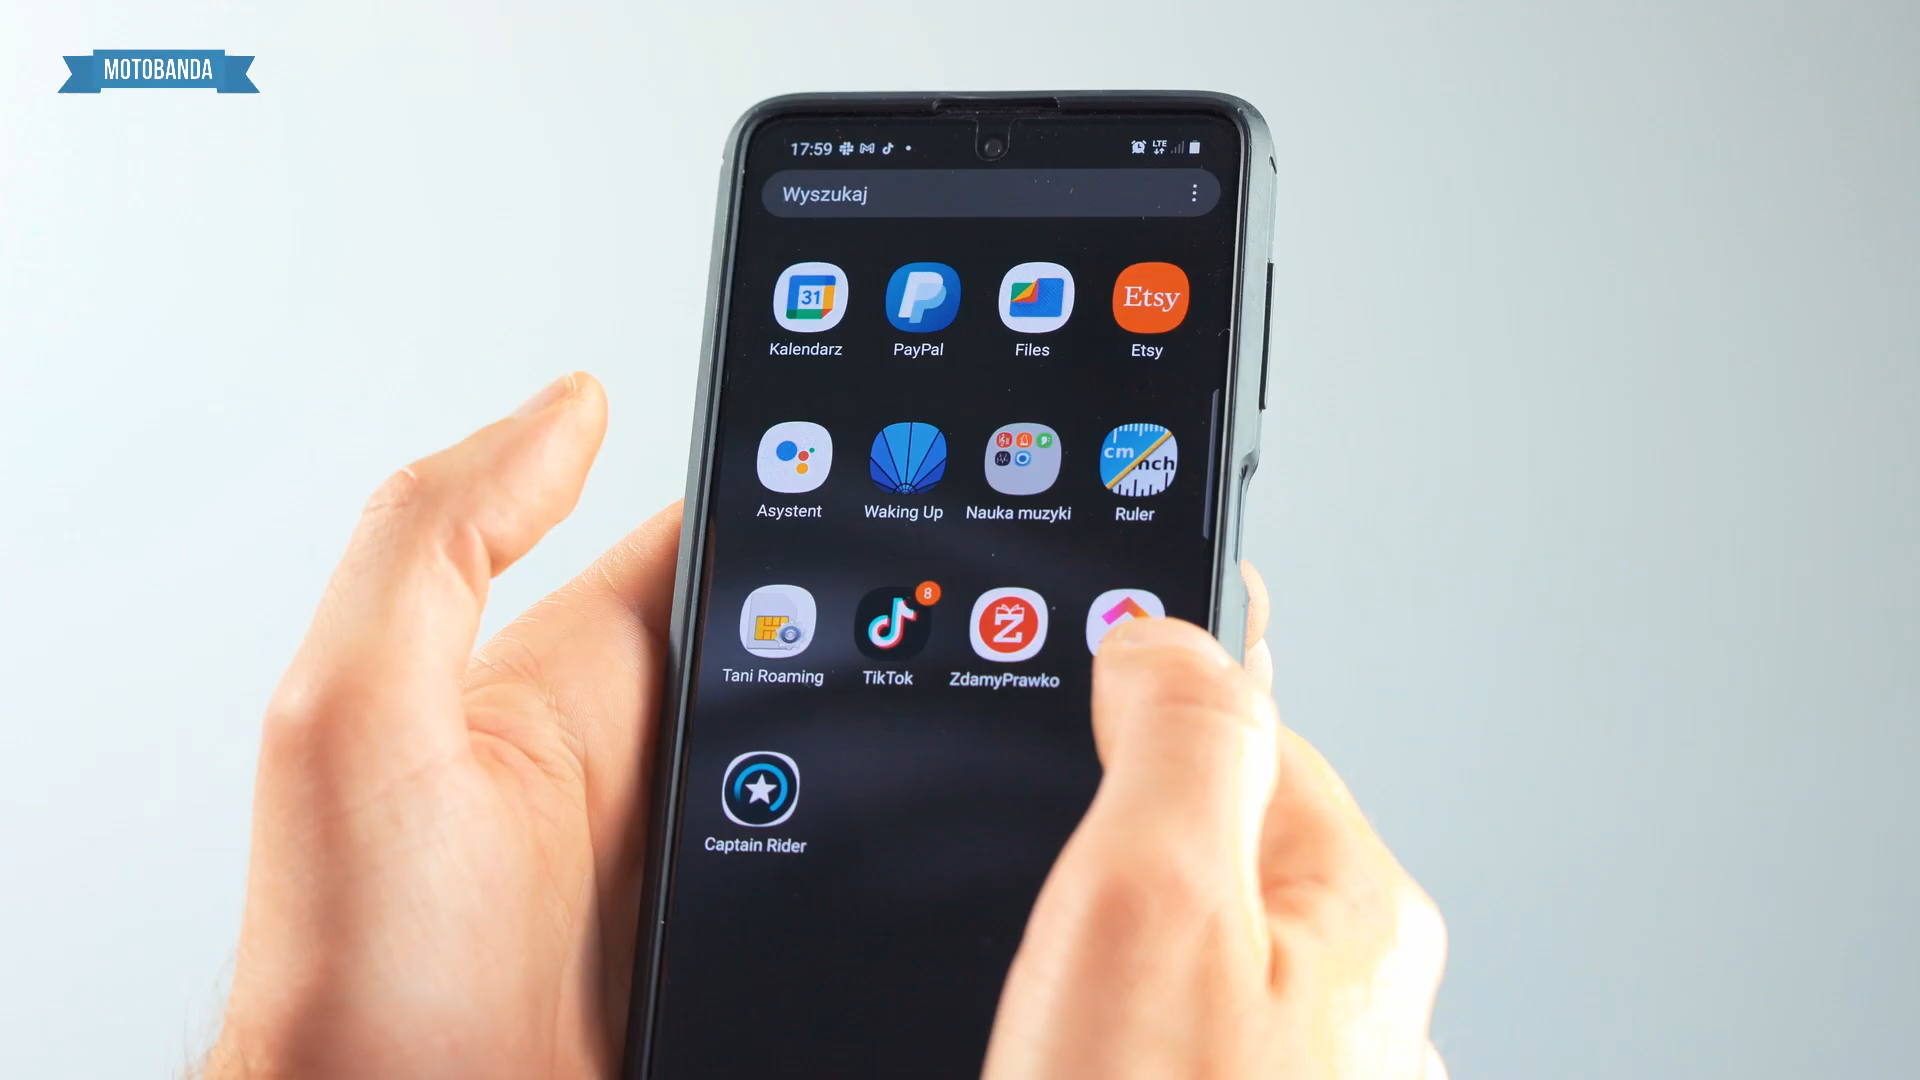 MOTOBANDA
17:59
LTE
Wyszukaj
31
Etsy
Kalendarz
PayPal
Files
Etsy
cm
inch
Asystent
Waking Up
Nauka muzyki
Ruler
8
Z
Tani Roaming
TikTok
ZdamyPrawko
Captain Rider